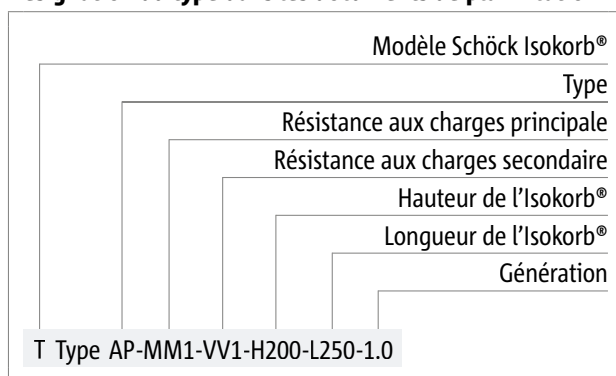 Modèle Schöck Isokorb®
Type
Résistance aux charges principale
Résistance aux charges secondaire
Hauteur de l'Isokorb®
Longueur de l'Isokorb®
Génération
T Type AP-MM1-VV1-H200-L250-1.0